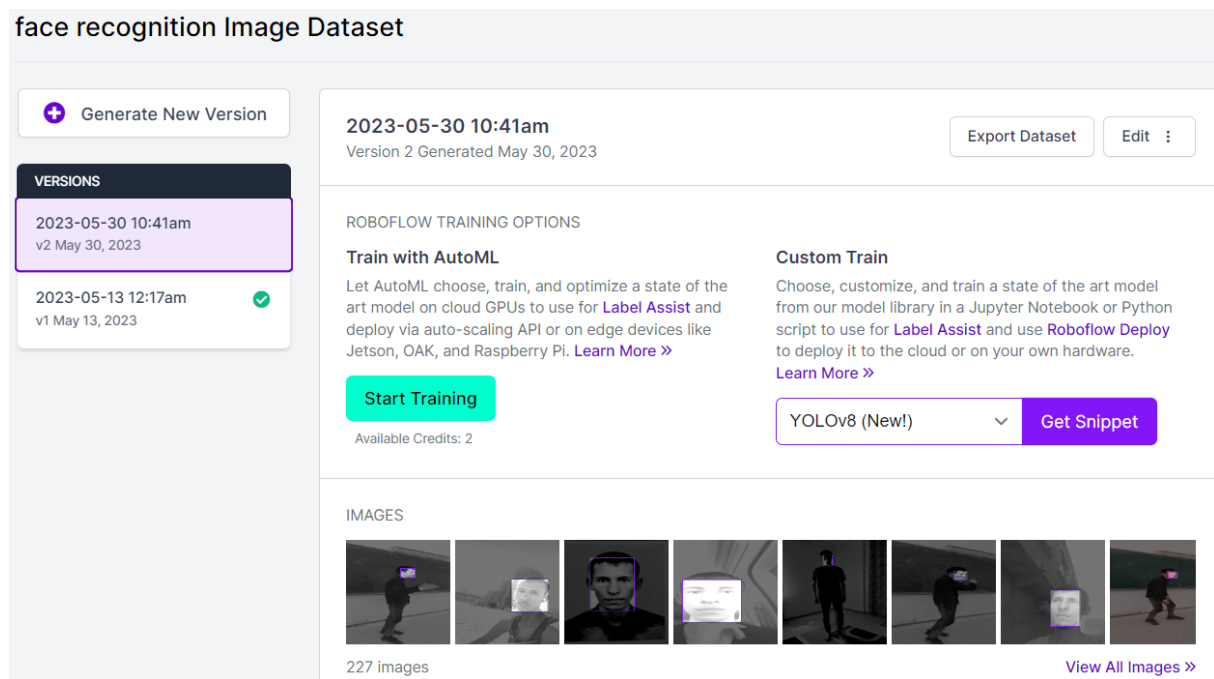 face recognition Image Dataset
Generate New Version
VERSIONS
2023-05-30 10:41am
v2 May 30, 2023
2023-05-13 12:17am
v1 May 13, 2023
2023-05-30 10:41am
Version 2 Generated May 30, 2023
Export Dataset
Edit
ROBOFLOW TRAINING OPTIONS
Train with AutoML
Let AutoML choose, train, and optimize a state of the
art model on cloud GPUs to use for Label Assist and
deploy via auto-scaling API or on edge devices like
Jetson, OAK, and Raspberry Pi. Learn More »
Start Training
Available Credits: 2
Custom Train
Choose, customize, and train a state of the art model
from our model library in a Jupyter Notebook or Python
script to use for Label Assist and use Roboflow Deploy
to deploy it to the cloud or on your own hardware.
Learn More »
YOLOv8 (New!)
Get Snippet
IMAGES
227 images
View All Images »